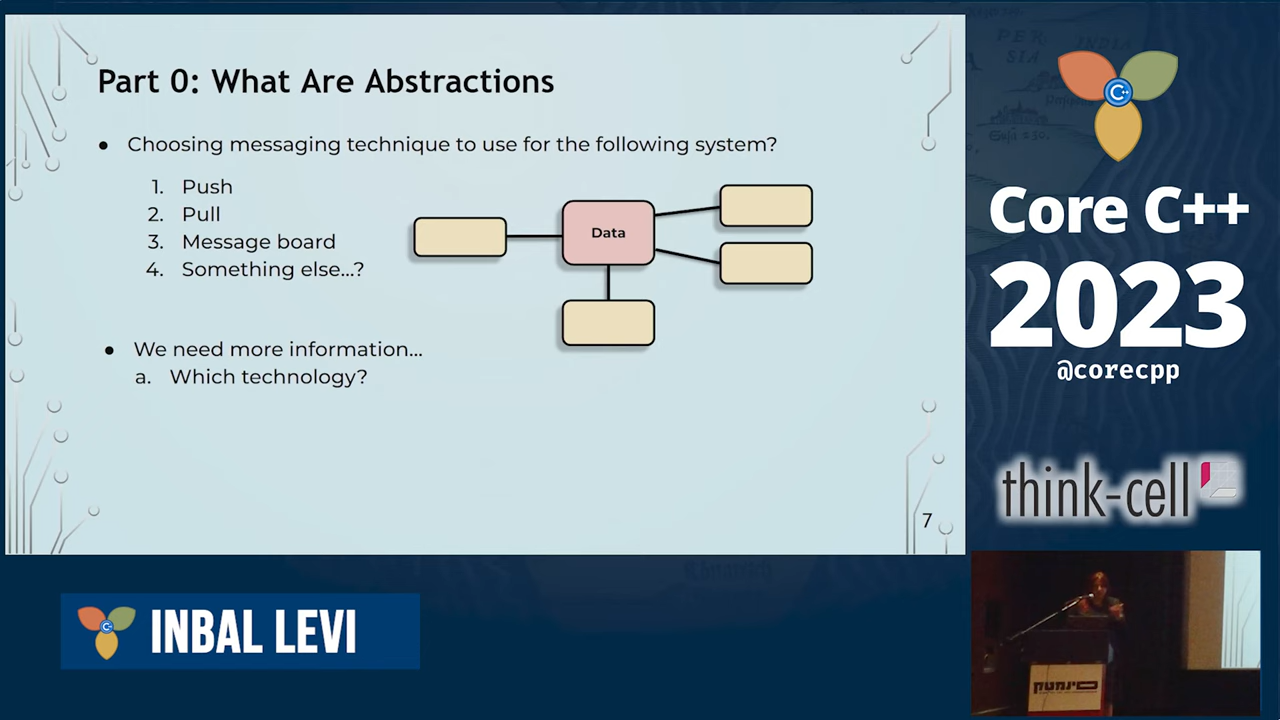 Part 0: What Are Abstractions
● Choosing messaging technique to use for the following system?
1. Push
2. Pull
3. Message board
4. Something else...?
Data
● We need more information...
a. Which technology?
7
C++
Core C++
2023
@corecpp
think-cell
INBAL LEVI
סינמטק